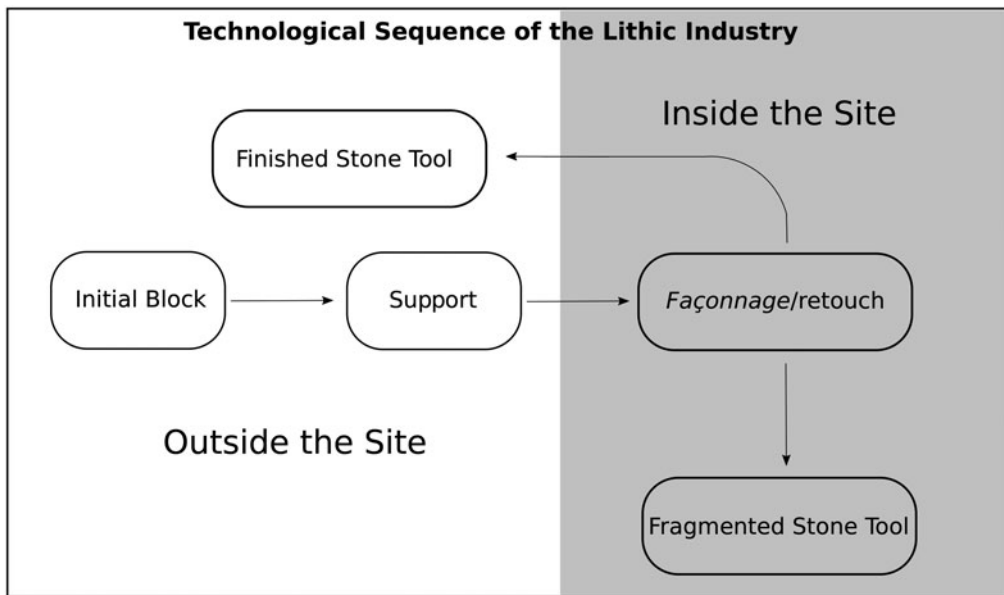 Technological Sequence of the Lithic Industry
Inside the Site
Finished Stone Tool
Initial Block
Support
Façonnage/retouch
Outside the Site
Fragmented Stone Tool